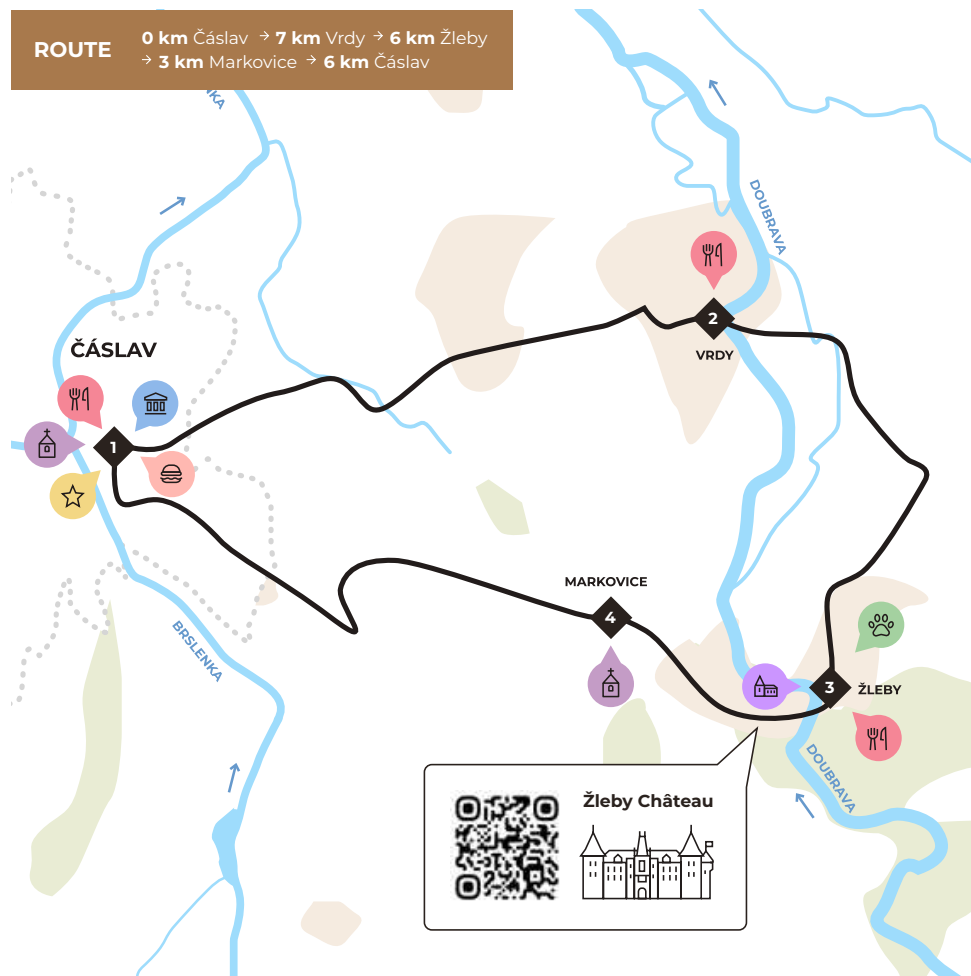 ROUTE
0 km Čáslav → 7 km Vrdy → 6 km Žleby
→ 3 km Markovice → 6 km Čáslav
DOUBRAVA
2
VRDY
ČÁSLAV
1
MARKOVICE
4
BRSLENKA
3
ŽLEBY
DOUBRAVA
Žleby Château